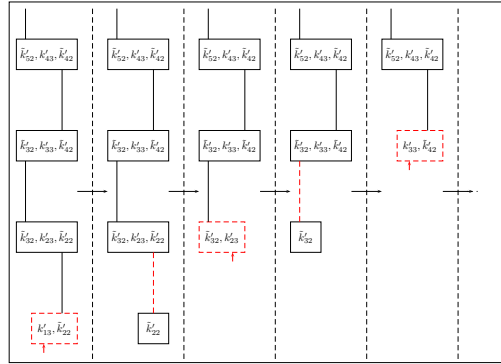 k̃′₅₂, k′₄₃, k̃′₄₂ k̃′₅₂, k′₄₃, k̃′₄₂ k̃′₅₂, k′₄₃, k̃′₄₂ k̃′₅₂, k′₄₃, k̃′₄₂ k̃′₅₂, k′₄₃, k̃′₄₂
k̃′₃₂, k′₃₃, k̃′₄₂ k̃′₃₂, k′₃₃, k̃′₄₂ k̃′₃₂, k′₃₃, k̃′₄₂ k̃′₃₂, k′₃₃, k̃′₄₂ k′₃₃, k̃′₄₂
k̃′₃₂, k′₂₃, k̃′₂₂ k̃′₃₂, k′₂₃, k̃′₂₂ k̃′₃₂, k′₂₃ k̃′₃₂
k′₁₃, k̃′₂₂ k̃′₂₂